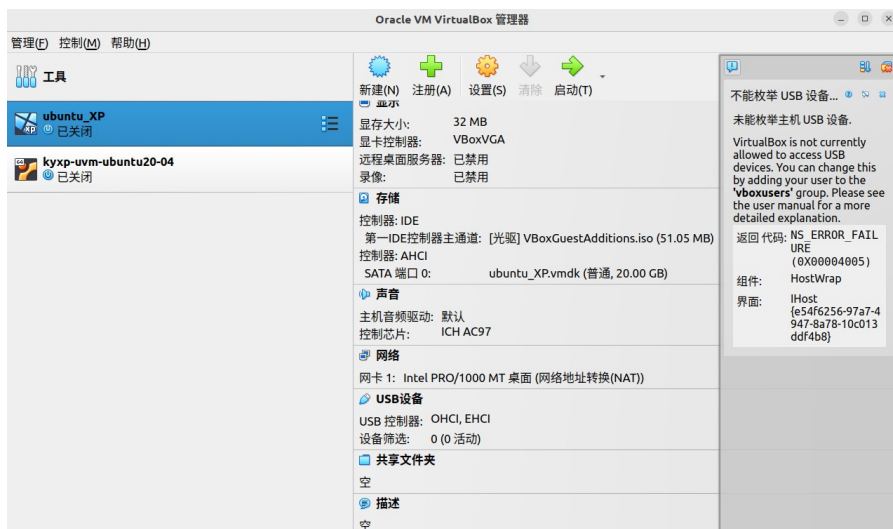 Oracle VM VirtualBox 管理器
管理(F) 控制(M) 帮助(H)
工具
新建(N) 注册(A) 设置(S) 清除 启动(T)
ubuntu_XP
已关闭
kyxp-uvm-ubuntu20-04
已关闭
显示
显存大小: 32 MB
显卡控制器: VBoxVGA
远程桌面服务器: 已禁用
录像: 已禁用
存储
控制器: IDE
第一IDE控制器主通道: [光驱] VBoxGuestAdditions.iso (51.05 MB)
控制器: AHCI
SATA 端口 0: ubuntu_XP.vmdk (普通, 20.00 GB)
声音
主机音频驱动: 默认
控制芯片: ICH AC97
网络
网卡 1: Intel PRO/1000 MT 桌面 (网络地址转换(NAT))
USB设备
USB 控制器: OHCI, EHCI
设备筛选: 0 (0 活动)
共享文件夹
空
描述
空
不能枚举 USB 设备...
未能枚举主机 USB 设备.
VirtualBox is not currently
allowed to access USB
devices. You can change this
by adding your user to the
'vboxusers' group. Please see
the user manual for a more
detailed explanation.
返回 代码: NS_ERROR_FAIL
URE
(0X00004005)
组件: HostWrap
界面: IHost
{e54f6256-97a7-4
947-8a78-10c013
ddf4b8}